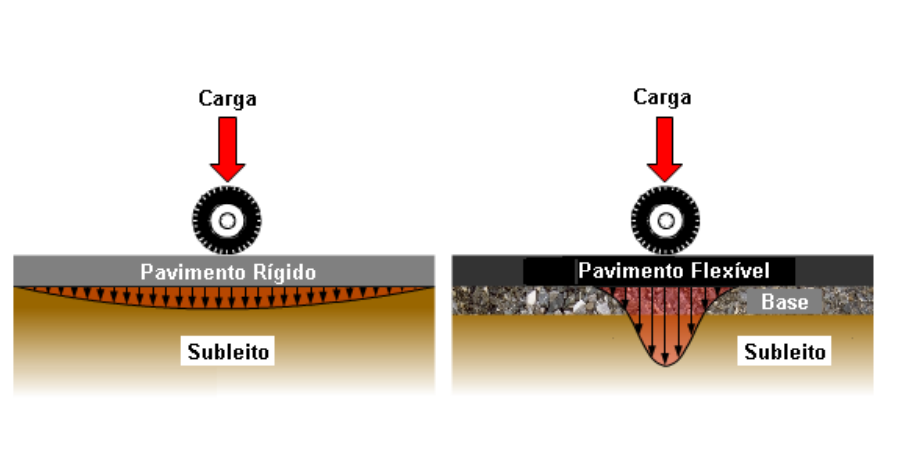 Carga
Pavimento Rígido
Subleito
Carga
Pavimento Flexível
Base
Subleito